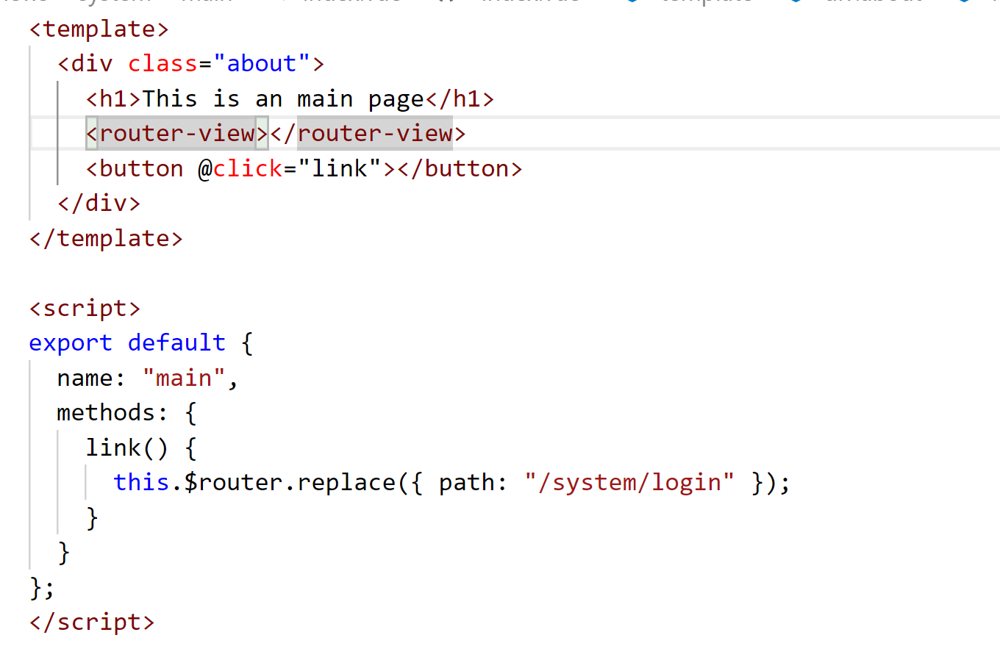 <template>
<div class="about">
<h1>This is an main page</h1>
<router-view></router-view>
<button @click="link"></button>
</div>
</template>
<script>
export default {
name: "main",
methods: {
link() {
this.$router.replace({ path: "/system/login" });
}
}
};
</script>